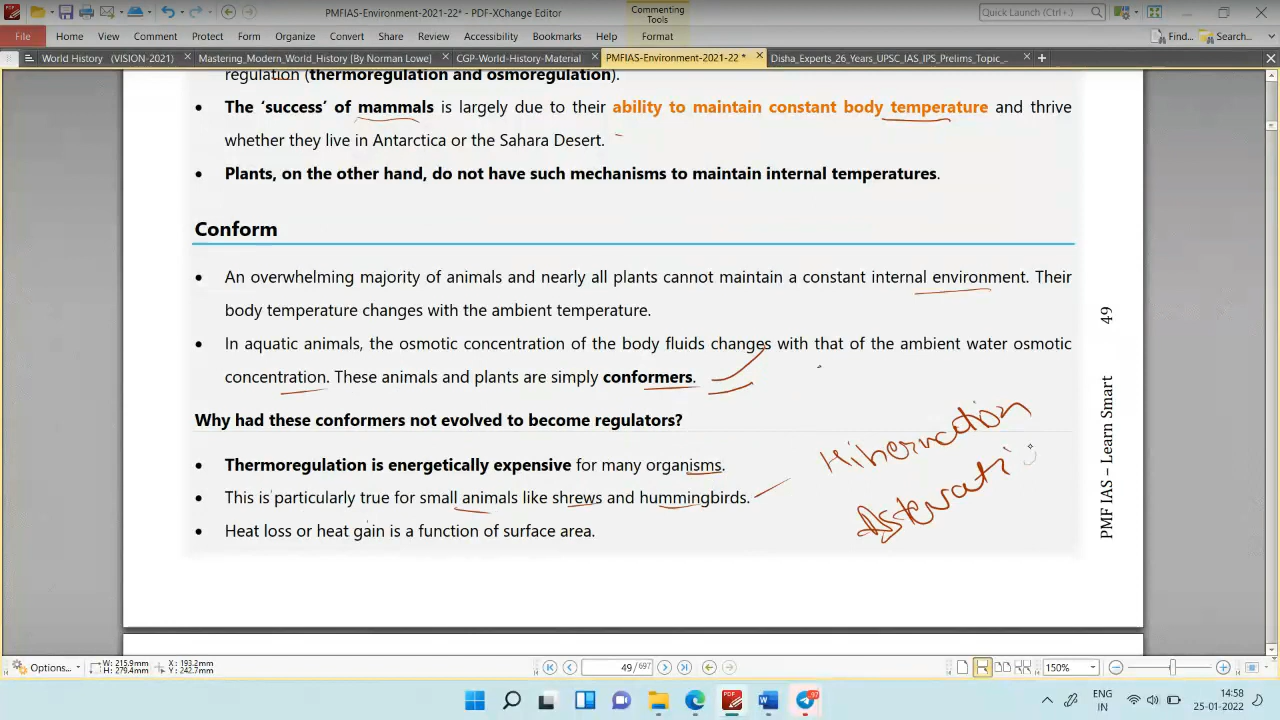 PMFIAS-Environment-2021-22* - PDF-XChange Editor
Commenting Tools
Quick Launch (Ctrl+.)
File Home View Comment Protect Form Organize Convert Share Review Accessibility Bookmarks Help Format Find... Search...
World History (VISION-2021) Mastering_Modern_World_History (By Norman Lowe) CGP-World-History-Material PMFIAS-Environment-2021-22 * Disha_Experts_26_Years_UPSC_IAS_IPS_Prelims_Topic_..
regulation (thermoregulation and osmoregulation).
• The ‘success’ of mammals is largely due to their ability to maintain constant body temperature and thrive
whether they live in Antarctica or the Sahara Desert.
• Plants, on the other hand, do not have such mechanisms to maintain internal temperatures.
Conform
• An overwhelming majority of animals and nearly all plants cannot maintain a constant internal environment. Their
body temperature changes with the ambient temperature.
• In aquatic animals, the osmotic concentration of the body fluids changes with that of the ambient water osmotic
concentration. These animals and plants are simply conformers.
Why had these conformers not evolved to become regulators?
• Thermoregulation is energetically expensive for many organisms.
• This is particularly true for small animals like shrews and hummingbirds.
• Heat loss or heat gain is a function of surface area.
Hibernation
PMF IAS – Learn Smart 49
Options... W: 215.9mm H: 279.4mm X: 193.2mm Y: 242.7mm
49 / 697
150%
97
ENG IN
14:58
25-01-2022